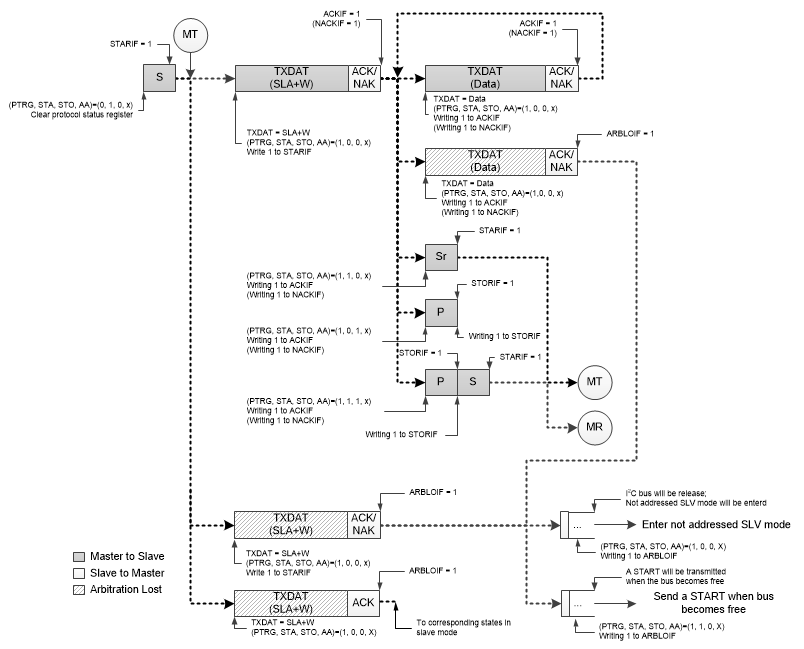 MT
STARIF = 1
S
(PTRG, STA, STO, AA)=(0, 1, 0, x)
Clear protocol status register
ACKIF = 1
(NACKIF = 1)
TXDAT
(SLA+W)
ACK/
NAK
TXDAT = SLA+W
(PTRG, STA, STO, AA)=(1, 0, 0, x)
Write 1 to STARIF
ACKIF = 1
(NACKIF = 1)
TXDAT
(Data)
ACK/
NAK
TXDAT = Data
(PTRG, STA, STO, AA)=(1, 0, 0, x)
Writing 1 to ACKIF
(Writing 1 to NACKIF)
ARBLOIF = 1
TXDAT
(Data)
ACK/
NAK
TXDAT = Data
(PTRG, STA, STO, AA)=(1,0, 0, x)
Writing 1 to ACKIF
(Writing 1 to NACKIF)
STARIF = 1
Sr
(PTRG, STA, STO, AA)=(1, 1, 0, x)
Writing 1 to ACKIF
(Writing 1 to NACKIF)
STORIF = 1
P
Writing 1 to STORIF
(PTRG, STA, STO, AA)=(1, 0, 1, x)
Writing 1 to ACKIF
(Writing 1 to NACKIF)
STORIF = 1
STARIF = 1
P
S
MT
(PTRG, STA, STO, AA)=(1, 1, 1, x)
Writing 1 to ACKIF
(Writing 1 to NACKIF)
Writing 1 to STORIF
MR
ARBLOIF = 1
TXDAT
(SLA+W)
ACK/
NAK
TXDAT = SLA+W
(PTRG, STA, STO, AA)=(1, 0, 0, x)
Write 1 to STARIF
I²C bus will be release;
Not addressed SLV mode will be enterd
...
Enter not addressed SLV mode
(PTRG, STA, STO, AA)=(1, 0, 0, X)
Writing 1 to ARBLOIF
Master to Slave
Slave to Master
Arbitration Lost
ARBLOIF = 1
TXDAT
(SLA+W)
ACK
TXDAT = SLA+W
(PTRG, STA, STO, AA)=(1, 0, 0, X)
To corresponding states in
slave mode
A START will be transmitted
when the bus becomes free
...
Send a START when bus
becomes free
(PTRG, STA, STO, AA)=(1, 1, 0, X)
Writing 1 to ARBLOIF